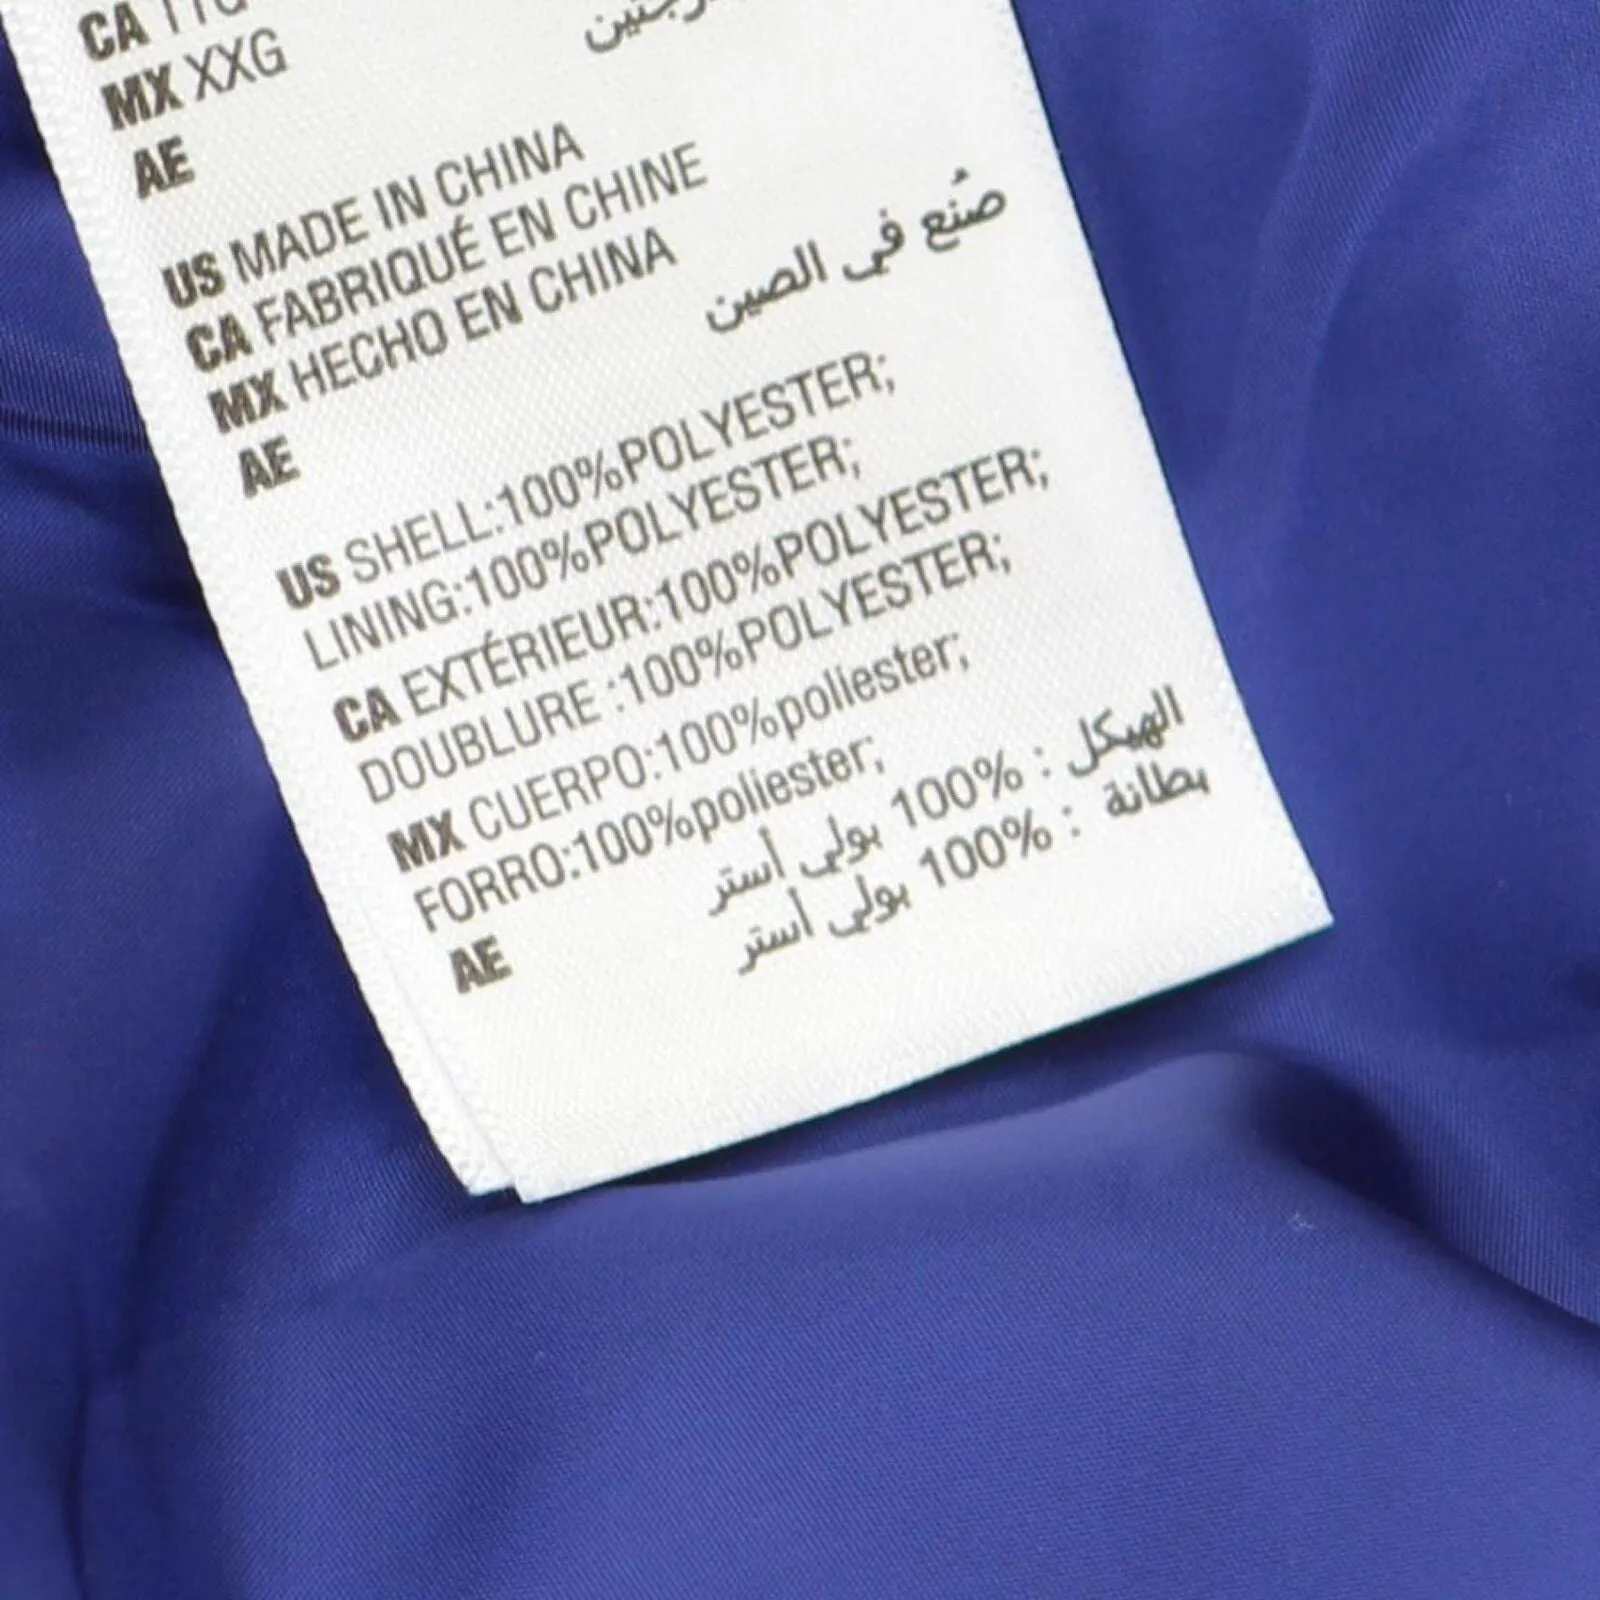 CA
MX XXG
AE
US MADE IN CHINA
CA FABRIQUÉ EN CHINE
MX HECHO EN CHINA
AE صُنع في الصين
US SHELL:100%POLYESTER;
LINING:100%POLYESTER;
CA EXTÉRIEUR:100%POLYESTER;
DOUBLURE :100%POLYESTER;
MX CUERPO:100%poliester;
FORRO:100%poliester;
AE الهيكل : 100% بولي أستر
بطانة : 100% بولي أستر